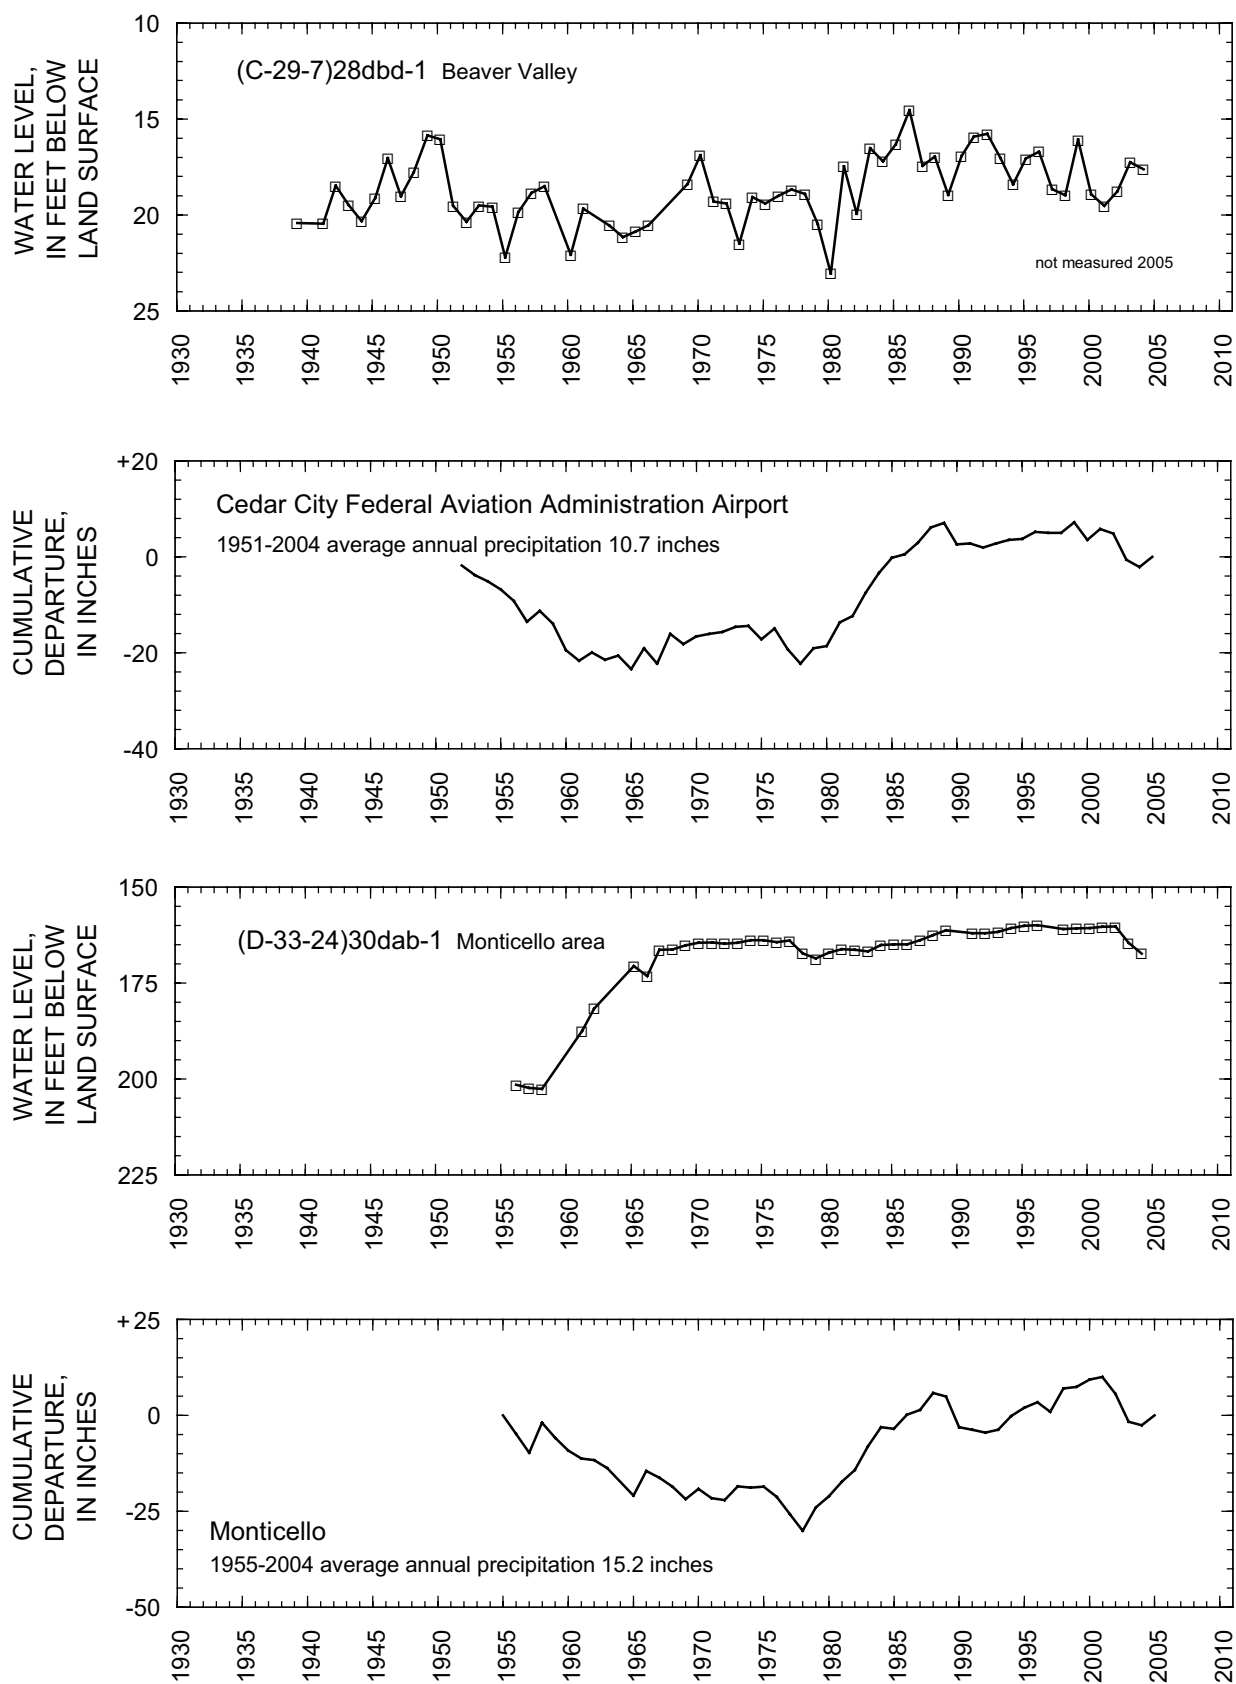 WATER LEVEL,
IN FEET BELOW
LAND SURFACE
10
15
20
25
(C-29-7)28dbd-1 Beaver Valley
not measured 2005
1930 1935 1940 1945 1950 1955 1960 1965 1970 1975 1980 1985 1990 1995 2000 2005 2010
CUMULATIVE
DEPARTURE,
IN INCHES
+20
0
-20
-40
Cedar City Federal Aviation Administration Airport
1951-2004 average annual precipitation 10.7 inches
1930 1935 1940 1945 1950 1955 1960 1965 1970 1975 1980 1985 1990 1995 2000 2005 2010
WATER LEVEL,
IN FEET BELOW
LAND SURFACE
150
175
200
225
(D-33-24)30dab-1 Monticello area
1930 1935 1940 1945 1950 1955 1960 1965 1970 1975 1980 1985 1990 1995 2000 2005 2010
CUMULATIVE
DEPARTURE,
IN INCHES
+25
0
-25
-50
Monticello
1955-2004 average annual precipitation 15.2 inches
1930 1935 1940 1945 1950 1955 1960 1965 1970 1975 1980 1985 1990 1995 2000 2005 2010